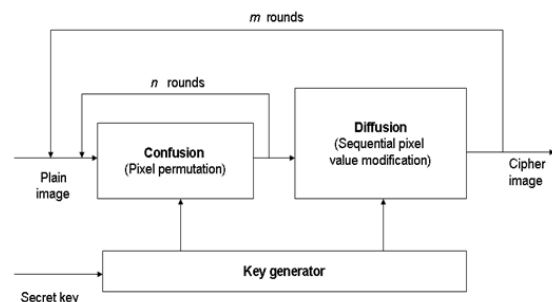 m rounds
n rounds
Confusion
(Pixel permutation)
Diffusion
(Sequential pixel
value modification)
Plain
image
Cipher
image
Key generator
Secret key